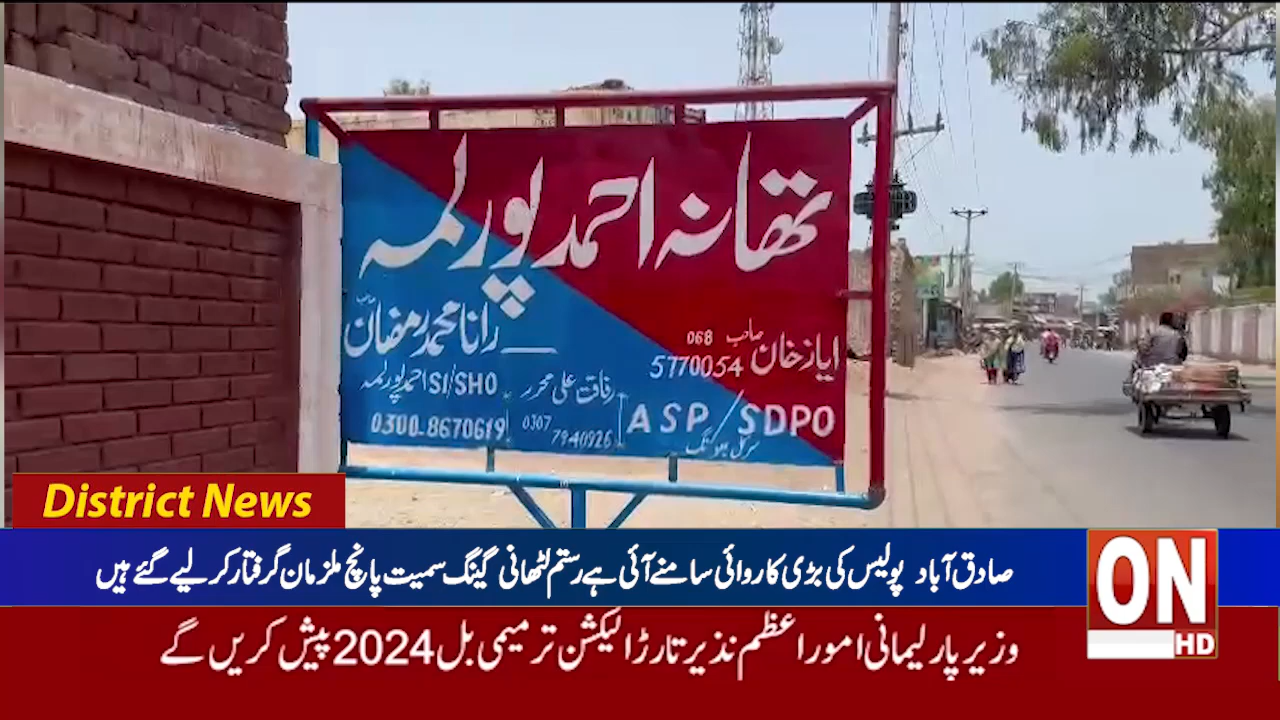 تھانہ احمد پور لمہ
رانا محمد رمضان صاحب
SI/SHO احمد پور لمہ
0300-8670619
رفاقت علی محرر
0307
7940926
ایاز خان صاحب
068
5770054
ASP/SDPO
سرکل بھونگ
District News
صادق آباد پولیس کی بڑی کاروائی سامنے آئی ہے رستم لٹھانی گینگ سمیت پانچ ملزمان گرفتار کر لیے گئے ہیں
وزیر پارلیمانی امور اعظم نذیر تارڑ الیکشن ترمیمی بل 2024 پیش کریں گے
ON
HD